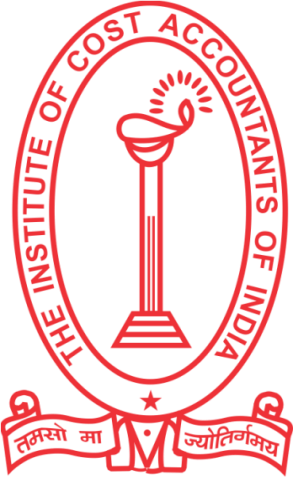 THE INSTITUTE OF COST ACCOUNTANTS OF INDIA
तमसो मा ज्योतिर्गमय